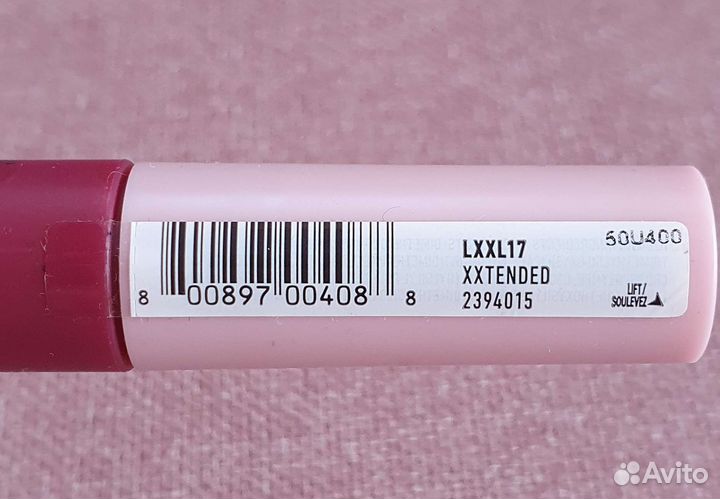 8 00897 00408 8
LXXL17
XXTENDED
2394015
50U400
LIFT/
SOULEVEZ
Avito